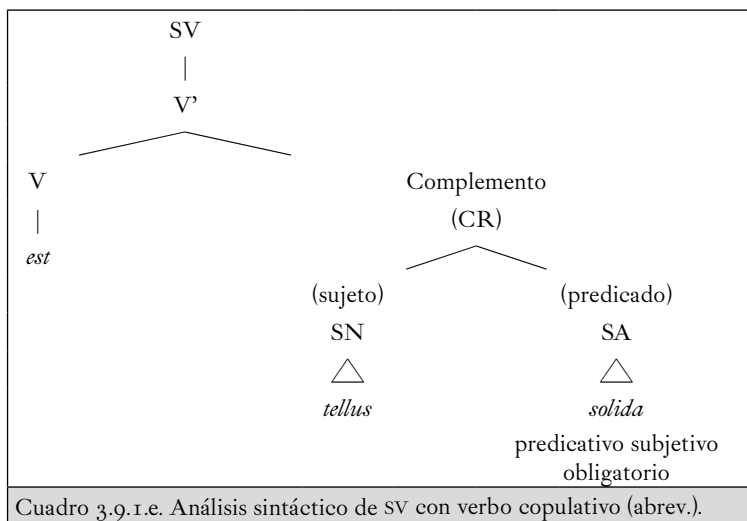 SV
V’
V Complemento
(CR)
est
(sujeto) (predicado)
SN SA
tellus solida
predicativo subjetivo
obligatorio
Cuadro 3.9.1.e. Análisis sintáctico de SV con verbo copulativo (abrev.).